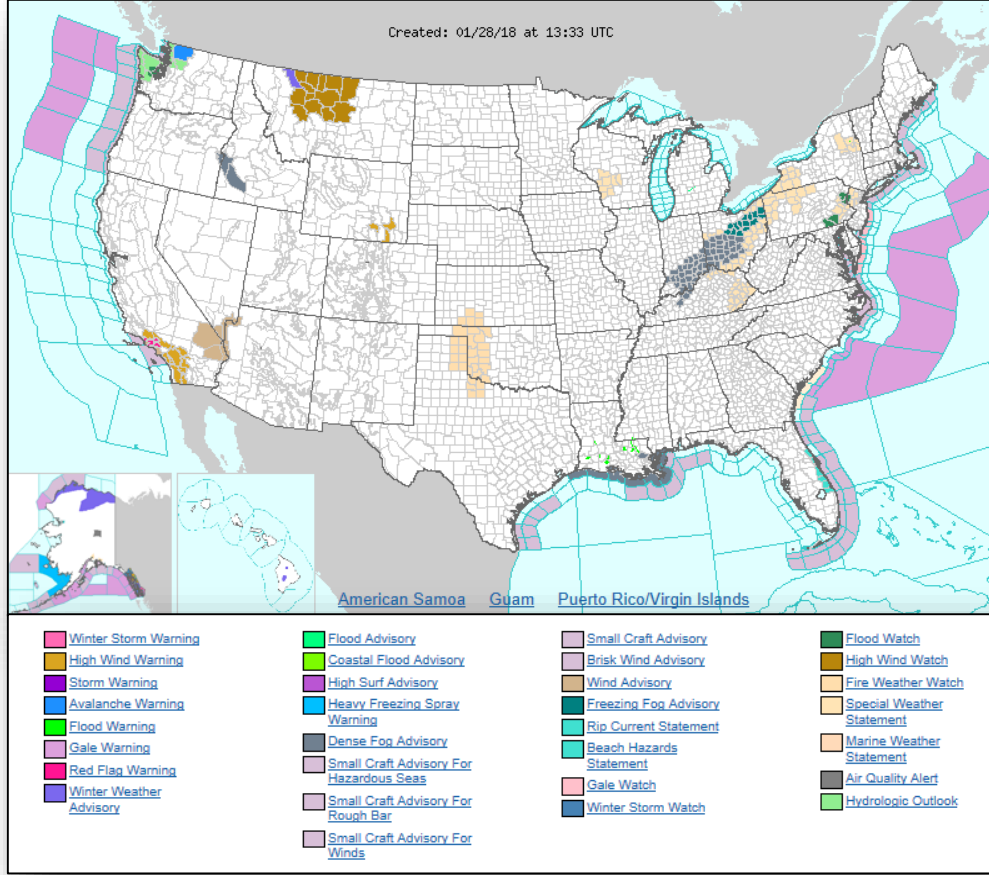 Created: 01/28/18 at 13:33 UTC
American Samoa Guam Puerto Rico/Virgin Islands
Winter Storm Warning
High Wind Warning
Storm Warning
Avalanche Warning
Flood Warning
Gale Warning
Red Flag Warning
Winter Weather
Advisory
Flood Advisory
Coastal Flood Advisory
High Surf Advisory
Heavy Freezing Spray
Warning
Dense Fog Advisory
Small Craft Advisory For
Hazardous Seas
Small Craft Advisory For
Rough Bar
Small Craft Advisory For
Winds
Small Craft Advisory
Brisk Wind Advisory
Wind Advisory
Freezing Fog Advisory
Rip Current Statement
Beach Hazards
Statement
Gale Watch
Winter Storm Watch
Flood Watch
High Wind Watch
Fire Weather Watch
Special Weather
Statement
Marine Weather
Statement
Air Quality Alert
Hydrologic Outlook